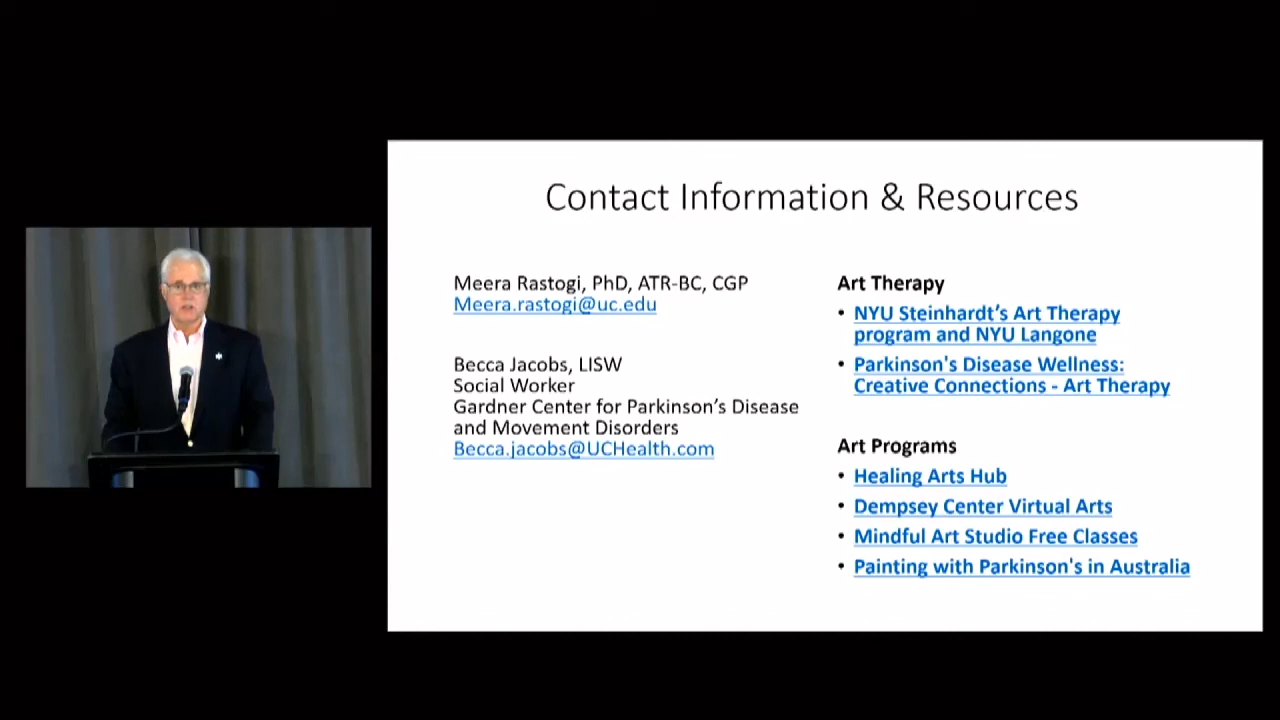 Contact Information & Resources
Meera Rastogi, PhD, ATR-BC, CGP
Meera.rastogi@uc.edu
Becca Jacobs, LISW
Social Worker
Gardner Center for Parkinson’s Disease
and Movement Disorders
Becca.jacobs@UCHealth.com
Art Therapy
• NYU Steinhardt’s Art Therapy
program and NYU Langone
• Parkinson's Disease Wellness:
Creative Connections - Art Therapy
Art Programs
• Healing Arts Hub
• Dempsey Center Virtual Arts
• Mindful Art Studio Free Classes
• Painting with Parkinson's in Australia